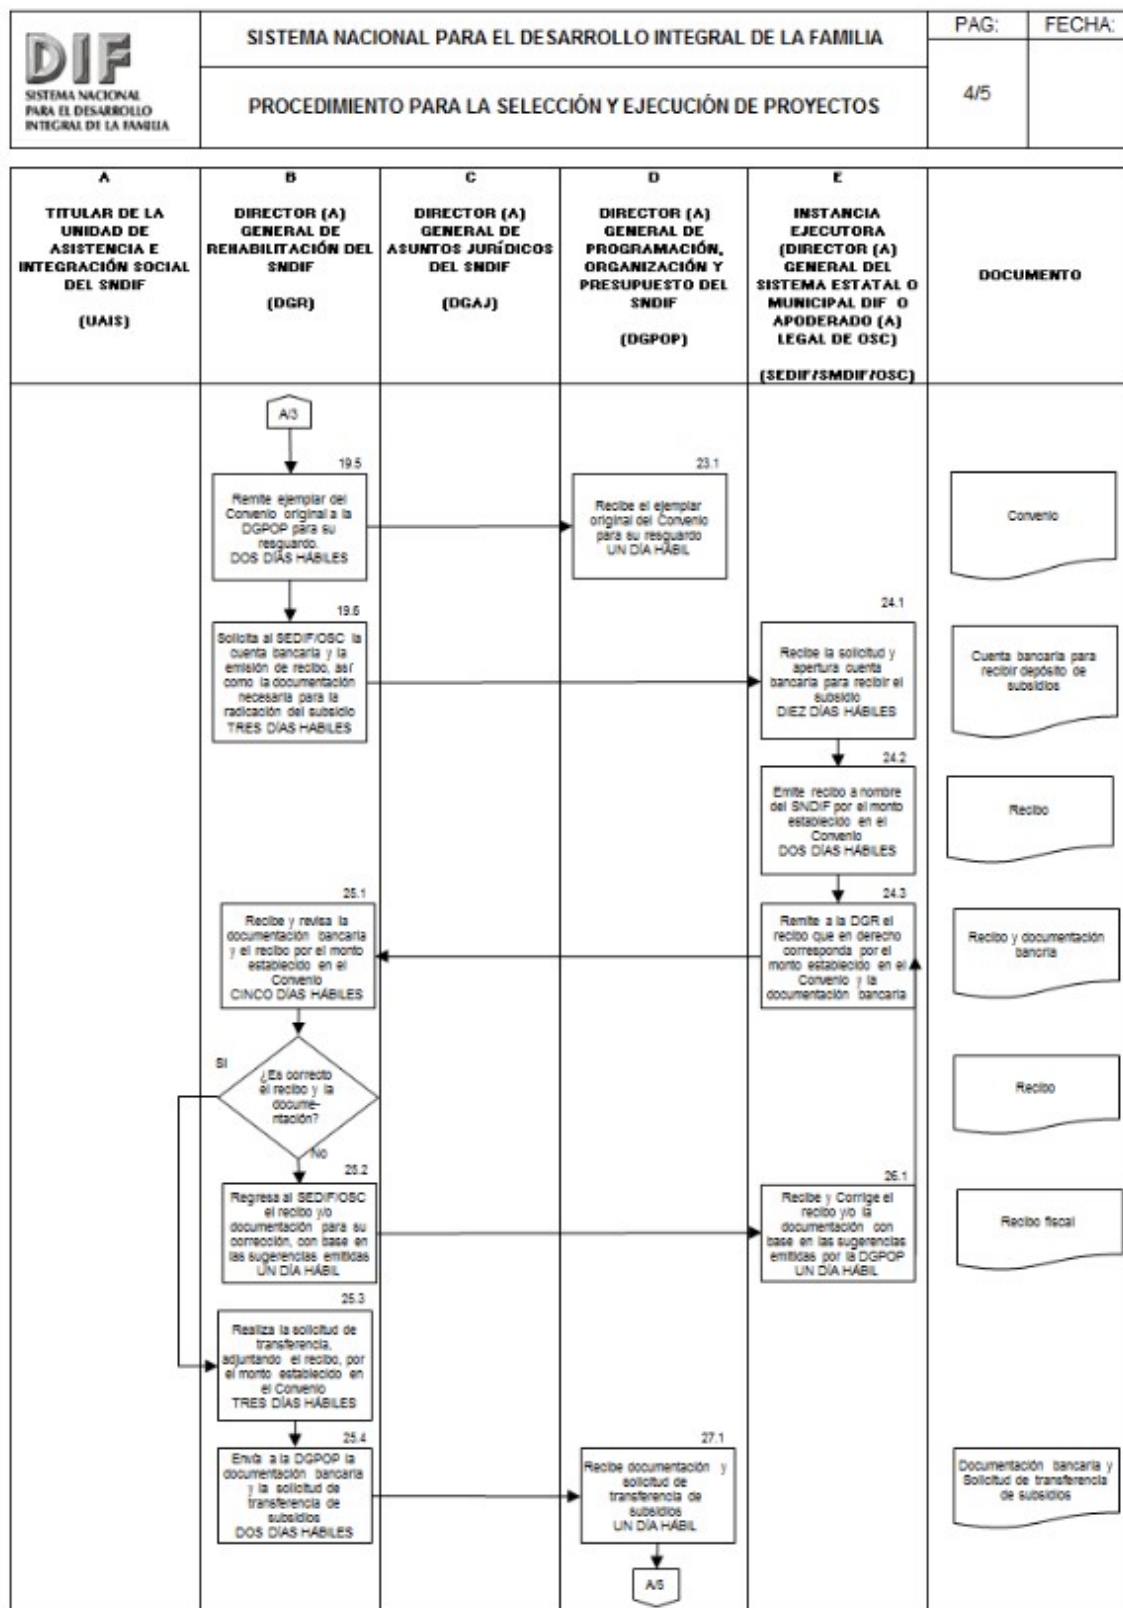 DIF
SISTEMA NACIONAL
PARA EL DESARROLLO
INTEGRAL DE LA FAMILIA
SISTEMA NACIONAL PARA EL DESARROLLO INTEGRAL DE LA FAMILIA
PROCEDIMIENTO PARA LA SELECCIÓN Y EJECUCIÓN DE PROYECTOS
PAG:
FECHA:
4/5
A
TITULAR DE LA
UNIDAD DE
ASISTENCIA E
INTEGRACIÓN SOCIAL
DEL SNDIF
(UAIS)
B
DIRECTOR (A)
GENERAL DE
REHABILITACIÓN DEL
SNDIF
(DGR)
C
DIRECTOR (A)
GENERAL DE
ASUNTOS JURÍDICOS
DEL SNDIF
(DGAJ)
D
DIRECTOR (A)
GENERAL DE
PROGRAMACIÓN,
ORGANIZACIÓN Y
PRESUPUESTO DEL
SNDIF
(DGPOP)
E
INSTANCIA
EJECUTORA
(DIRECTOR (A)
GENERAL DEL
SISTEMA ESTATAL O
MUNICIPAL DIF O
APODERADO (A)
LEGAL DE OSC)
(SEDIF/SMDIF/OSC)
DOCUMENTO
A/3
19.5
Remite ejemplar del
Convenio original a la
DGPOP para su
resguardo.
DOS DÍAS HÁBILES
23.1
Recibe el ejemplar
original del Convenio
para su resguardo
UN DÍA HÁBIL
Convenio
19.6
Solicita al SEDIF/OSC la
cuenta bancaria y la
emisión de recibo, así
como la documentación
necesaria para la
radicación del subsidio
TRES DÍAS HABILES
24.1
Recibe la solicitud y
apertura cuenta
bancaria para recibir el
subsidio
DIEZ DÍAS HÁBILES
Cuenta bancaria para
recibir depósito de
subsidios
24.2
Emite recibo a nombre
del SNDIF por el monto
establecido en el
Convenio
DOS DÍAS HÁBILES
Recibo
25.1
Recibe y revisa la
documentación bancaria
y el recibo por el monto
establecido en el
Convenio
CINCO DÍAS HÁBILES
24.3
Remite a la DGR el
recibo que en derecho
corresponda por el
monto establecido en el
Convenio y la
documentación bancaria
Recibo y documentación
bancria
SI
¿Es correcto
el recibo y la
docume-
ntación?
No
Recibo
25.2
Regresa al SEDIF/OSC
el recibo y/o
documentación para su
corrección, con base en
las sugerencias emitidas
UN DÍA HÁBIL
26.1
Recibe y Corrige el
recibo y/o la
documentación con
base en las sugerencias
emitidas por la DGPOP
UN DÍA HÁBIL
Recibo fiscal
25.3
Realiza la solicitud de
transferencia,
adjuntando el recibo, por
el monto establecido en
el Convenio
TRES DÍAS HÁBILES
25.4
Envía a la DGPOP la
documentación bancaria
y la solicitud de
transferencia de
subsidios
DOS DÍAS HÁBILES
27.1
Recibe documentación y
solicitud de
transferencia de
subsidios
UN DÍA HÁBIL
Documentación bancaria y
Solicitud de transferencia
de subsidios
A/5